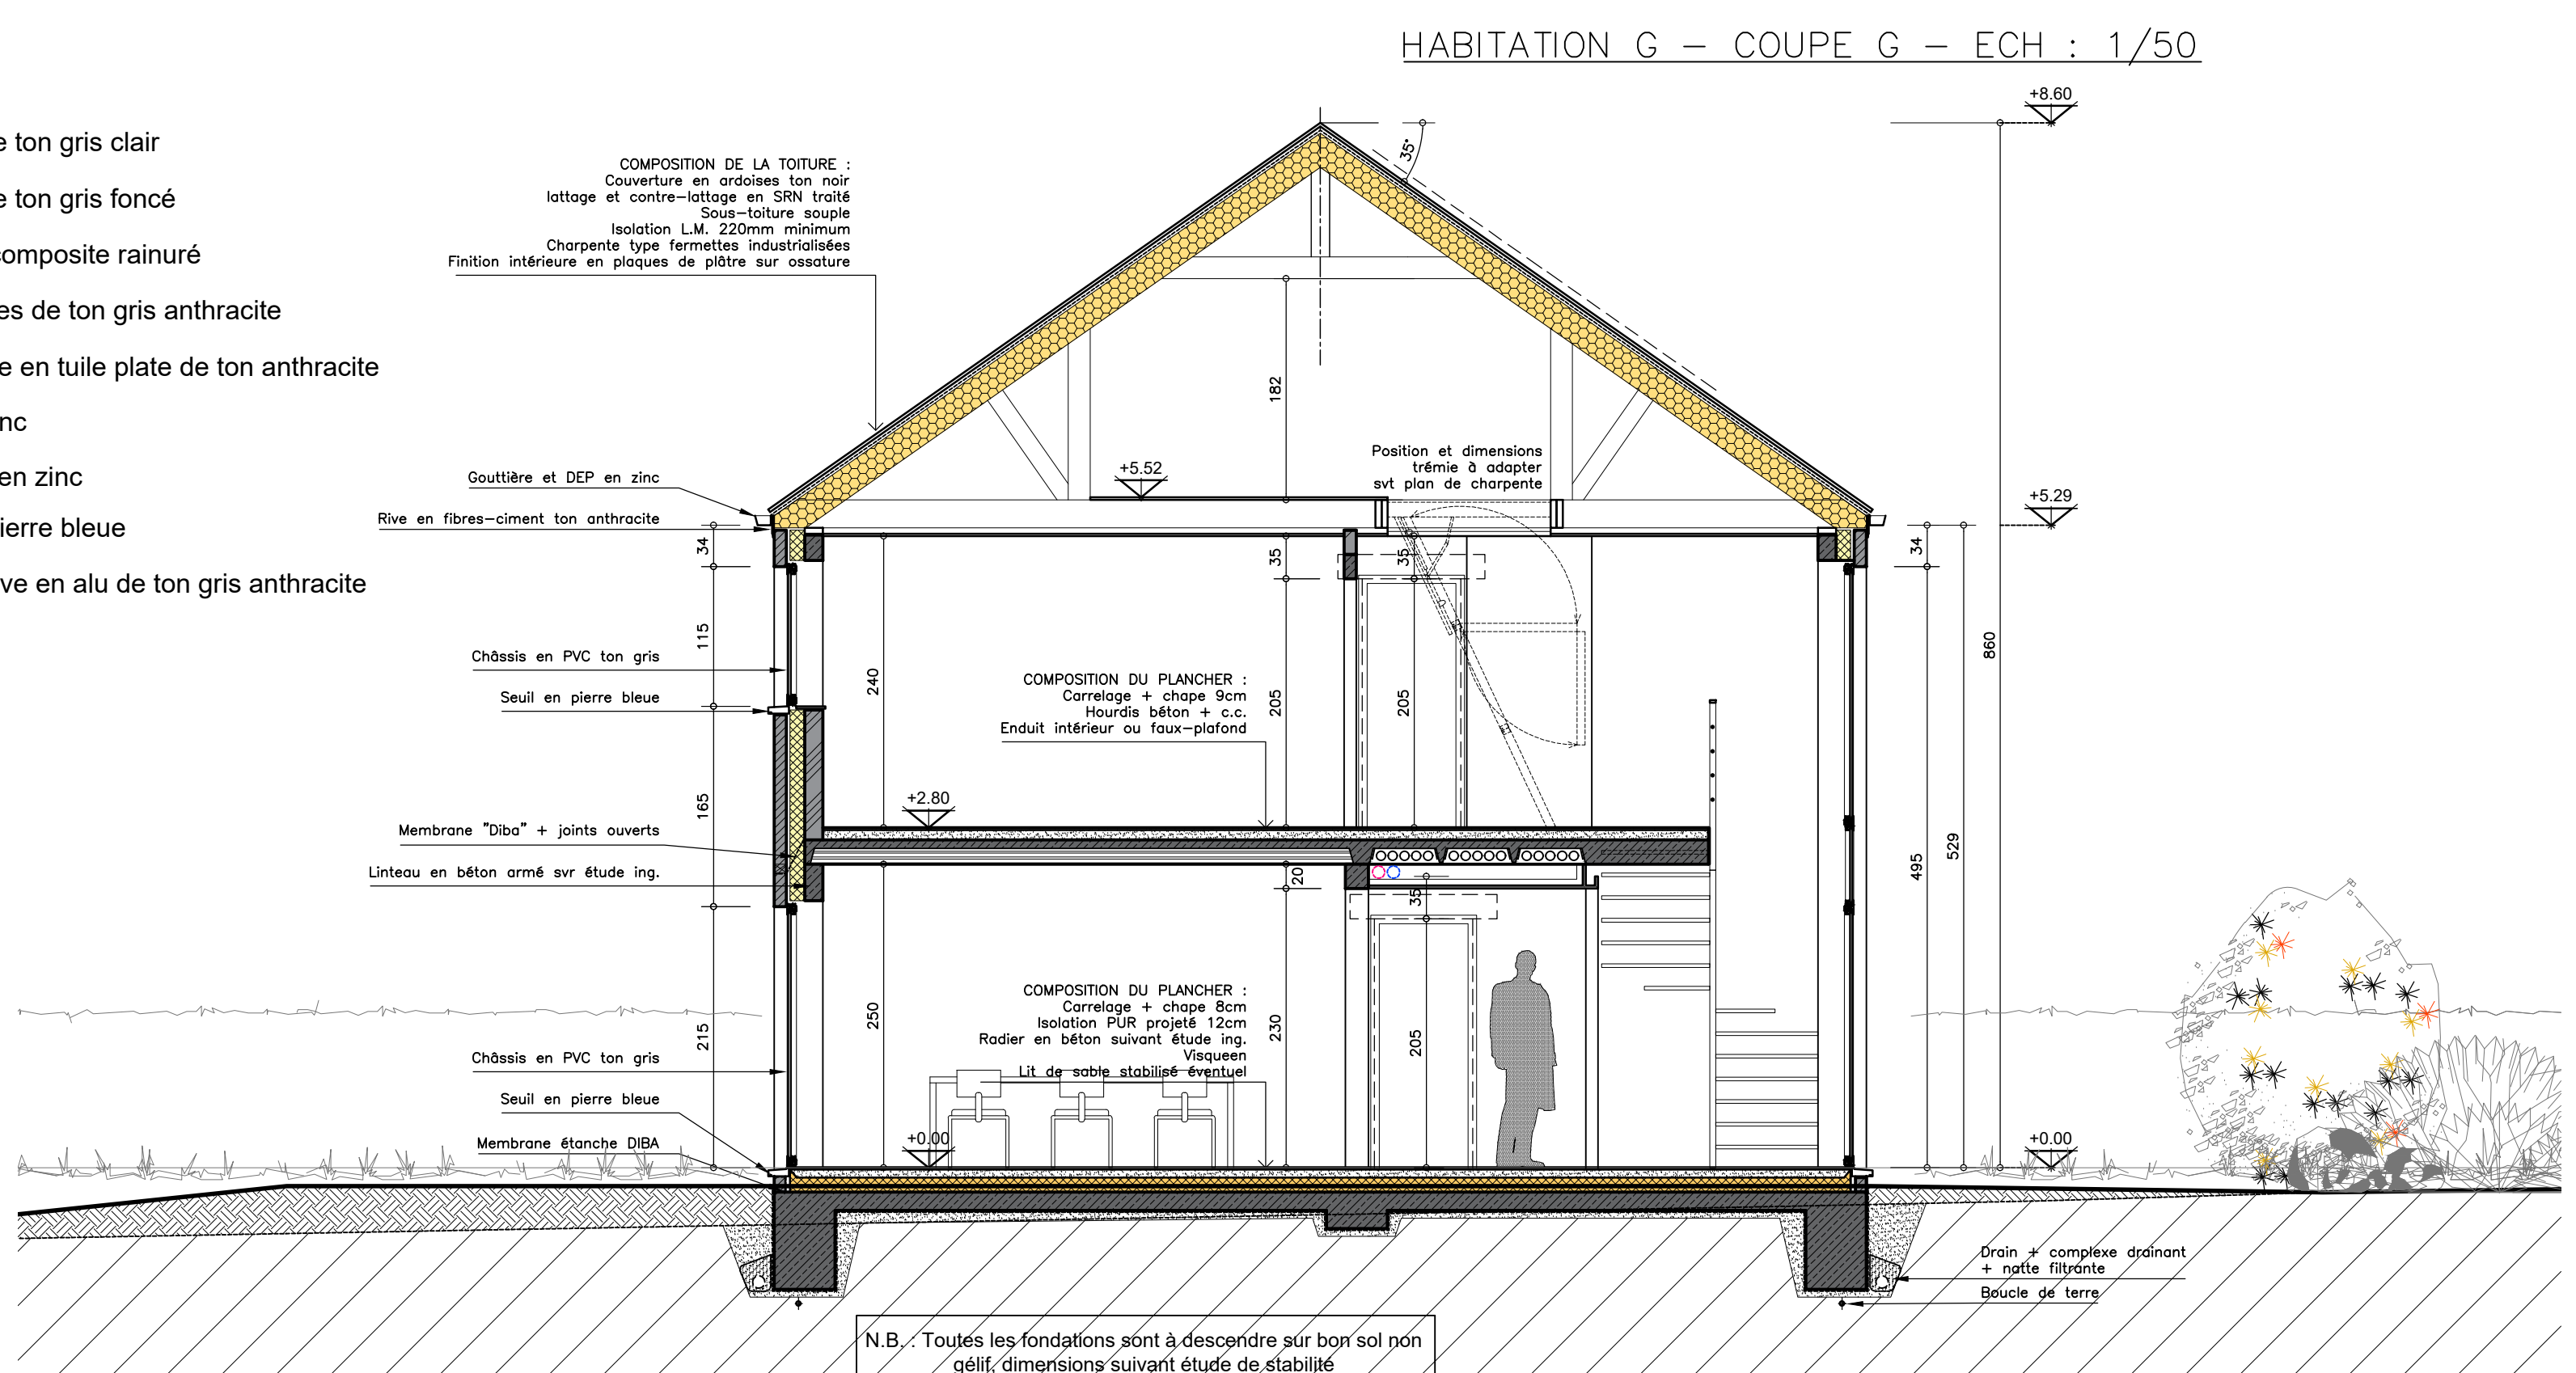 HABITATION G - COUPE G - ECH : 1/50
e ton gris clair
e ton gris foncé
composite rainuré
es de ton gris anthracite
e en tuile plate de ton anthracite
nc
en zinc
ierre bleue
ve en alu de ton gris anthracite
COMPOSITION DE LA TOITURE :
Couverture en ardoises ton noir
lattage et contre-lattage en SRN traité
Sous-toiture souple
Isolation L.M. 220mm minimum
Charpente type fermettes industrialisées
Finition intérieure en plaques de plâtre sur ossature
Gouttière et DEP en zinc
Rive en fibres-ciment ton anthracite
Châssis en PVC ton gris
Seuil en pierre bleue
Membrane "Diba" + joints ouverts
Linteau en béton armé svr étude ing.
Châssis en PVC ton gris
Seuil en pierre bleue
Membrane étanche DIBA
34
115
165
215
35°
182
+5.52
Position et dimensions
trémie à adapter
svt plan de charpente
240
35
35
205
205
COMPOSITION DU PLANCHER :
Carrelage + chape 9cm
Hourdis béton + c.c.
Enduit intérieur ou faux-plafond
+2.80
20
35
250
230
205
COMPOSITION DU PLANCHER :
Carrelage + chape 8cm
Isolation PUR projeté 12cm
Radier en béton suivant étude ing.
Visqueen
Lit de sable stabilisé éventuel
+0.00
+8.60
+5.29
34
860
529
495
+0.00
Drain + complexe drainant
+ natte filtrante
Boucle de terre
N.B. : Toutes les fondations sont à descendre sur bon sol non
gélif, dimensions suivant étude de stabilité